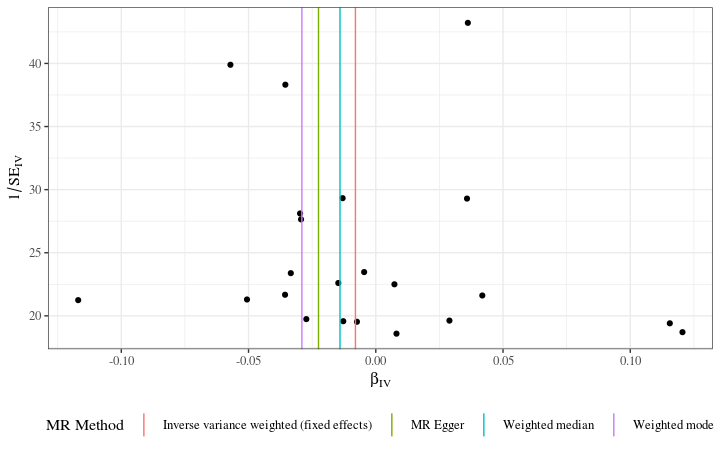 1/SE_IV
40
35
30
25
20
-0.10 -0.05 0.00 0.05 0.10
β_IV
MR Method Inverse variance weighted (fixed effects) MR Egger Weighted median Weighted mode